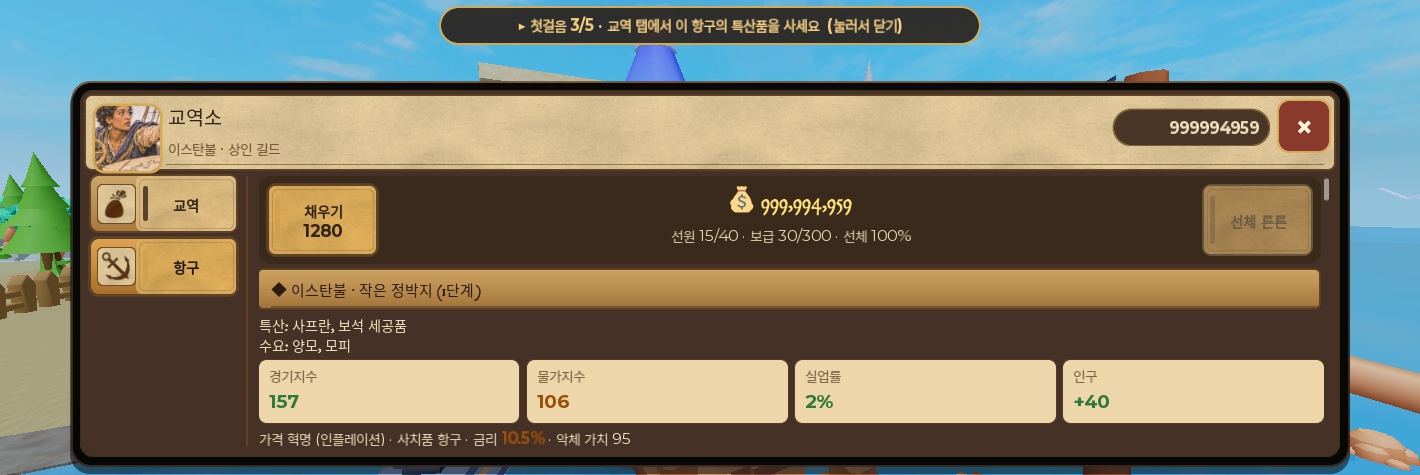 ▸ 첫걸음 3/5 · 교역 탭에서 이 항구의 특산품을 사세요 (눌러서 닫기)
교역소
이스탄불 · 상인 길드
999994959
×
교역
항구
채우기
1280
$ 999,994,959
선원 15/40 · 보급 30/300 · 선체 100%
선체 튼튼
◆ 이스탄불 · 작은 정박지 (1단계)
특산: 사프란, 보석 세공품
수요: 양모, 모피
경기지수
157
물가지수
106
실업률
2%
인구
+40
가격 혁명 (인플레이션) · 사치품 항구 · 금리 10.5% · 악체 가치 95